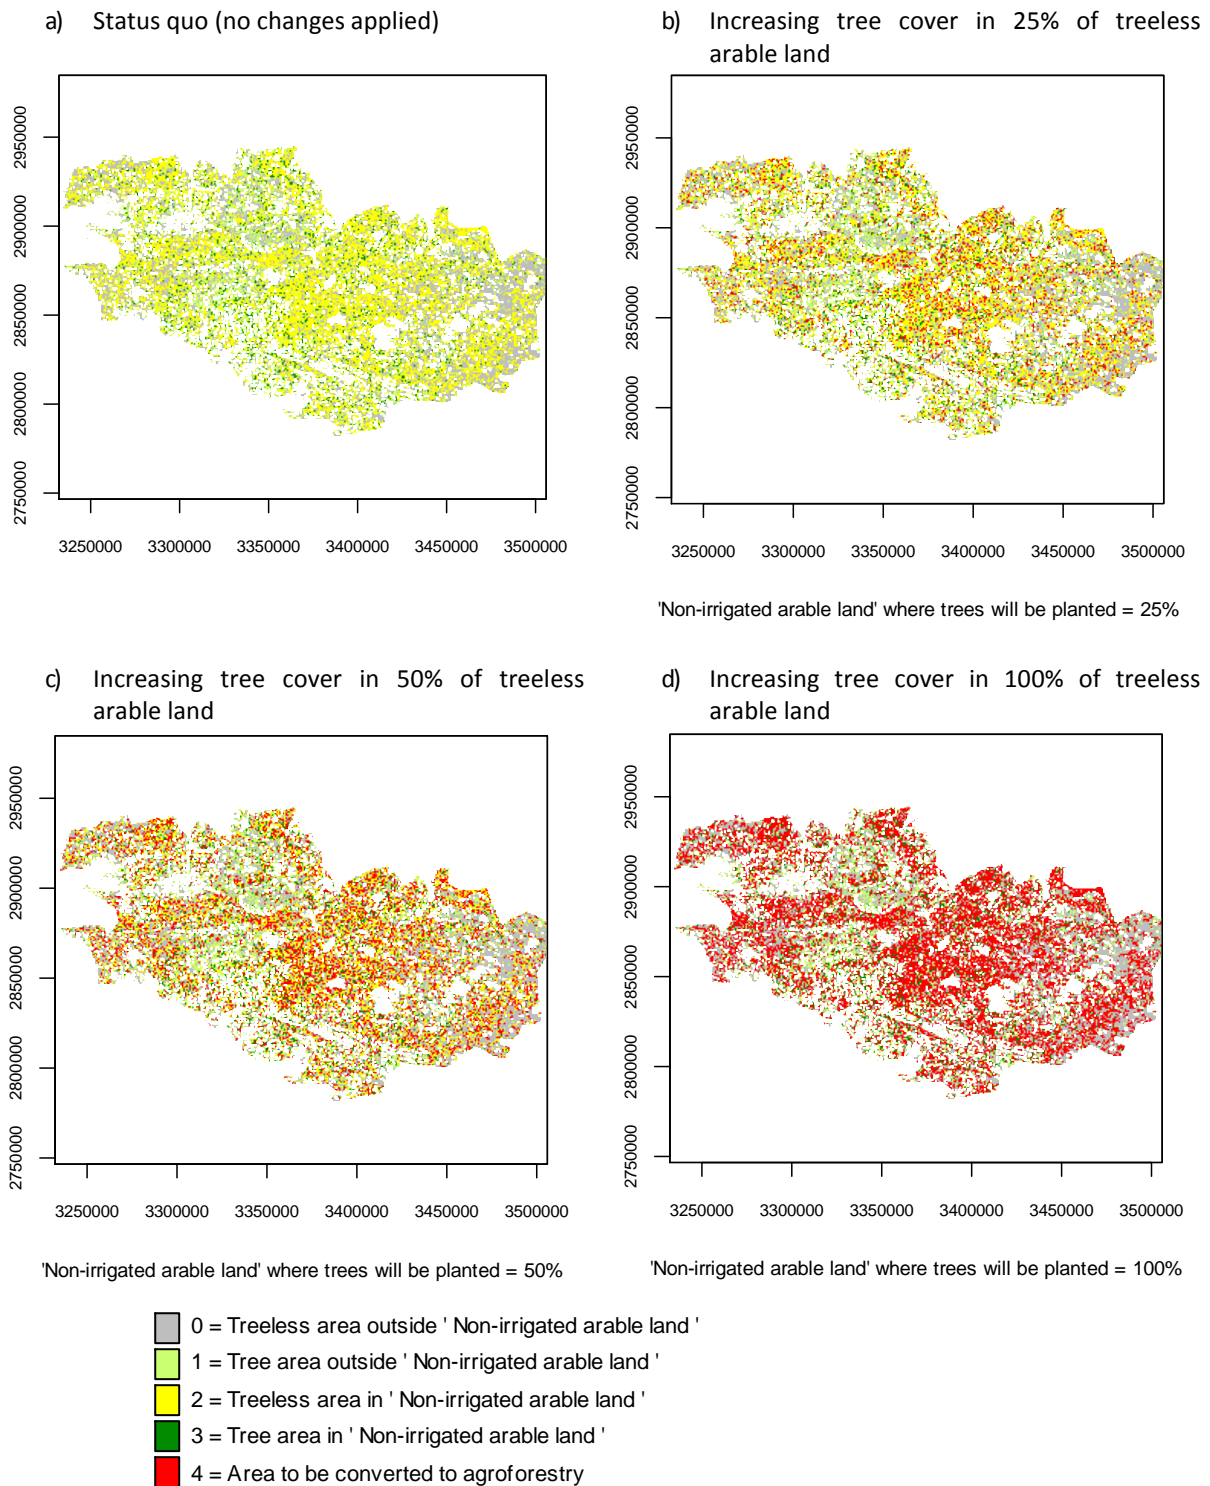 a) Status quo (no changes applied)
b) Increasing tree cover in 25% of treeless
arable land
2950000
2900000
2850000
2800000
2750000
3250000 3300000 3350000 3400000 3450000 3500000
2950000
2900000
2850000
2800000
2750000
3250000 3300000 3350000 3400000 3450000 3500000
'Non-irrigated arable land' where trees will be planted = 25%
c) Increasing tree cover in 50% of treeless
arable land
d) Increasing tree cover in 100% of treeless
arable land
2950000
2900000
2850000
2800000
2750000
3250000 3300000 3350000 3400000 3450000 3500000
'Non-irrigated arable land' where trees will be planted = 50%
2950000
2900000
2850000
2800000
2750000
3250000 3300000 3350000 3400000 3450000 3500000
'Non-irrigated arable land' where trees will be planted = 100%
0 = Treeless area outside ' Non-irrigated arable land '
1 = Tree area outside ' Non-irrigated arable land '
2 = Treeless area in ' Non-irrigated arable land '
3 = Tree area in ' Non-irrigated arable land '
4 = Area to be converted to agroforestry